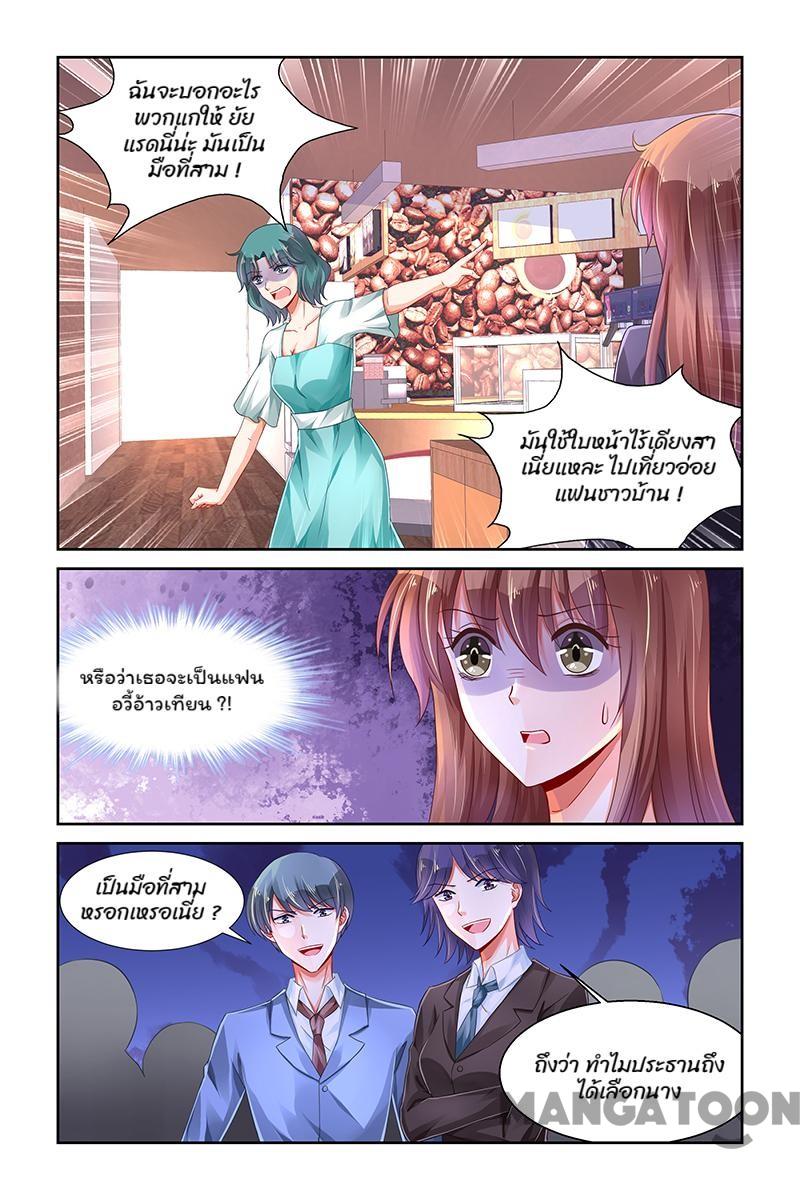 ฉันจะบอกอะไร
พวกแกให้ ยัย
แรดนี่น่ะ มันเป็น
มือที่สาม !
มันใช้ใบหน้าไร้เดียงสา
เนี่ยแหละ ไปเที่ยวอ่อย
แฟนชาวบ้าน !
หรือว่าเธอจะเป็นแฟน
อวี้อ้าวเทียน ?!
เป็นมือที่สาม
หรอกเหรอเนี่ย ?
ถึงว่า ทำไมประธานถึง
ได้เลือกนาง
MANGATOON